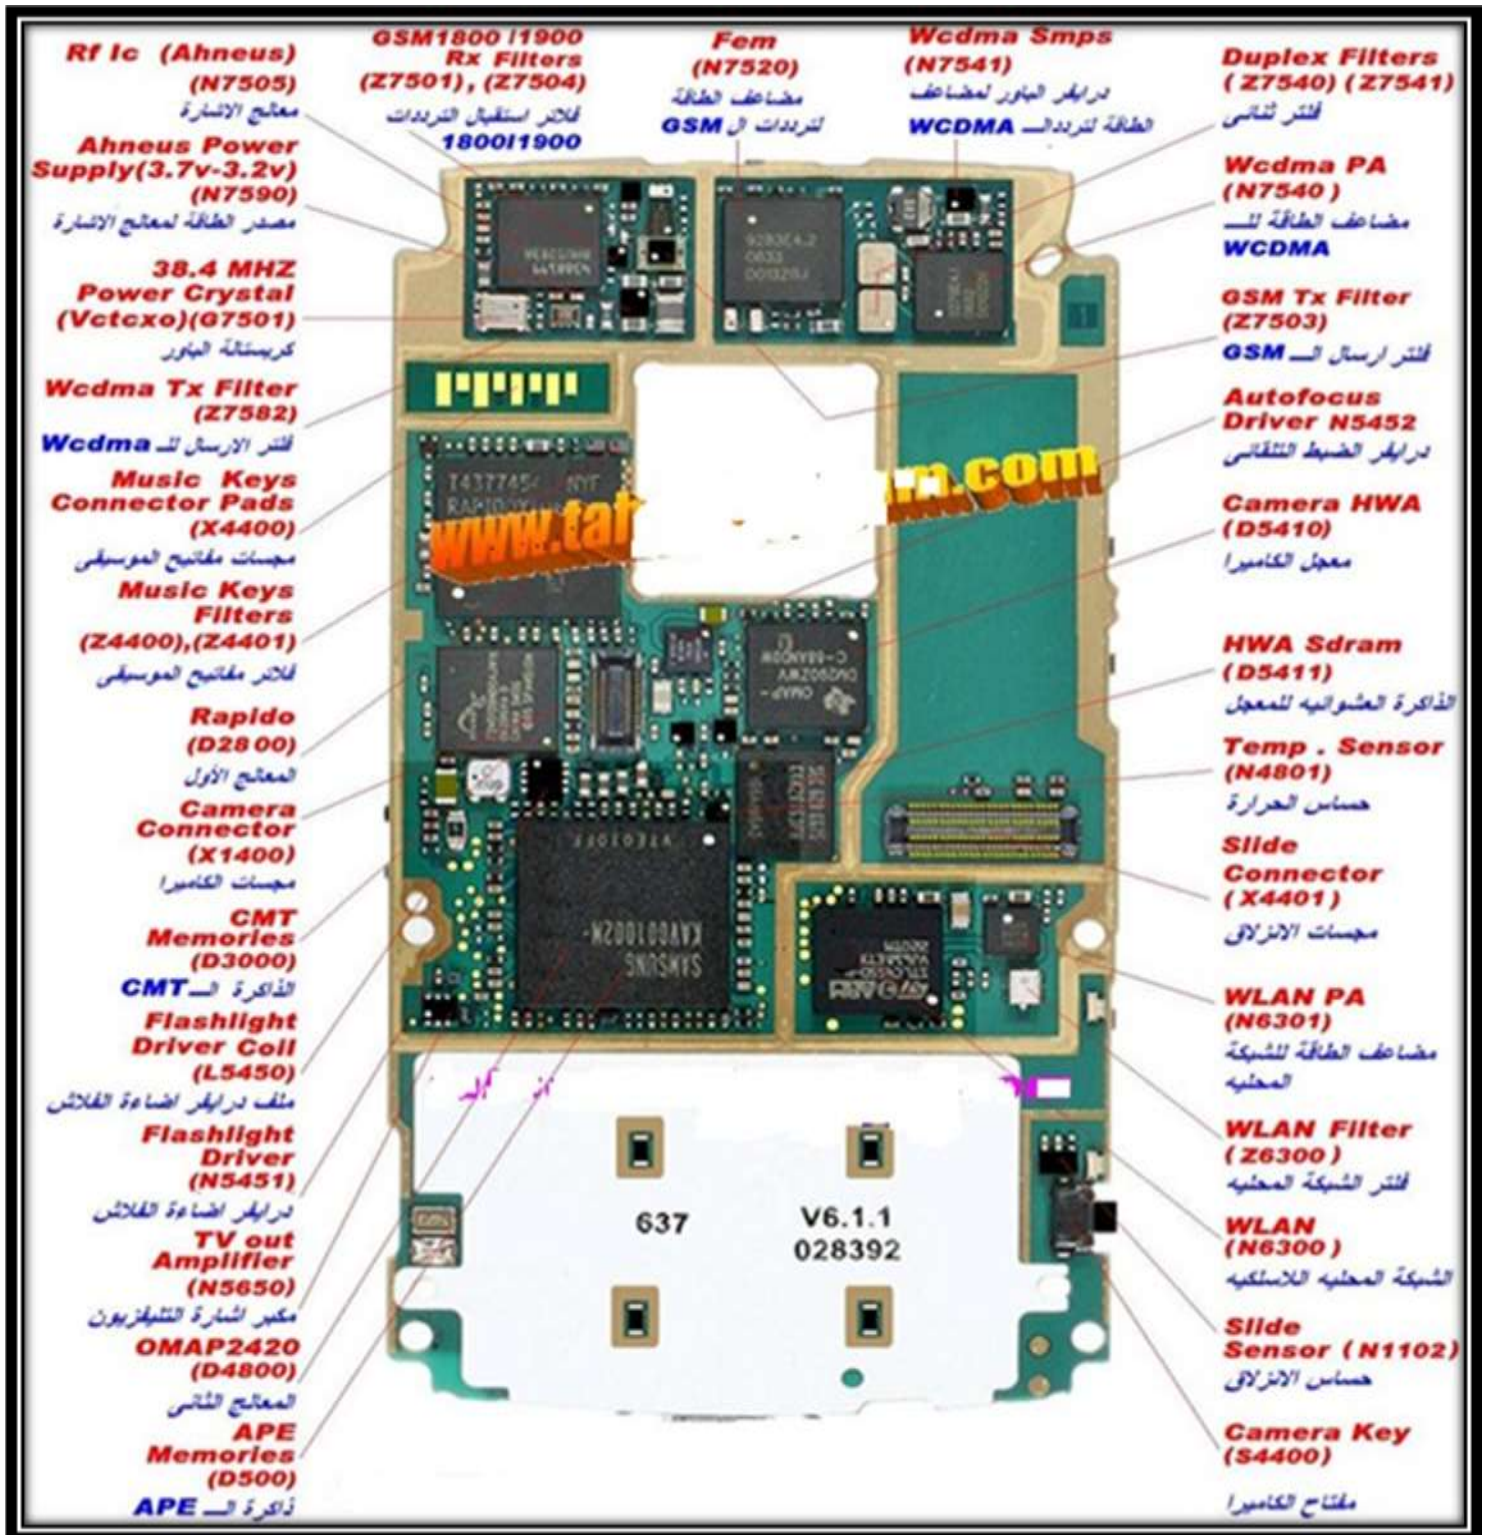 Rf Ic (Ahneus)
(N7505)
معالج الاشارة
Ahneus Power
Supply(3.7v-3.2v)
(N7590)
مصدر الطاقة لمعالج الاشارة
38.4 MHZ
Power Crystal
(Vctcxo)(G7501)
كريستالة الباور
Wcdma Tx Filter
(Z7582)
فلتر الارسال للـ Wcdma
Music Keys
Connector Pads
(X4400)
مجسات مفاتيح الموسيقى
Music Keys
Filters
(Z4400),(Z4401)
فلاتر مفاتيح الموسيقى
Rapido
(D2800)
المعالج الأول
Camera
Connector
(X1400)
مجسات الكاميرا
CMT
Memories
(D3000)
الذاكرة الـ CMT
Flashlight
Driver Coil
(L5450)
ملف درايفر اضاءة الفلاش
Flashlight
Driver
(N5451)
درايفر اضاءة الفلاش
TV out
Amplifier
(N5650)
مكبر اشارة التليفزيون
OMAP2420
(D4800)
المعالج الثانى
APE
Memories
(D500)
ذاكرة الـ APE
GSM1800 /1900
Rx Filters
(Z7501), (Z7504)
فلاتر استقبال الترددات
1800/1900
Fem
(N7520)
مضاعف الطاقة
لترددات ال GSM
Wcdma Smps
(N7541)
درايفر الباور لمضاعف
الطاقة لترددالـ WCDMA
Duplex Filters
(Z7540) (Z7541)
فلتر ثنائى
Wcdma PA
(N7540)
مضاعف الطاقة للـ
WCDMA
GSM Tx Filter
(Z7503)
فلتر ارسال الـ GSM
Autofocus
Driver N5452
درايفر الضبط التلقائى
Camera HWA
(D5410)
معجل الكاميرا
HWA Sdram
(D5411)
الذاكرة العشوائيه للمعجل
Temp . Sensor
(N4801)
حساس الحرارة
Slide
Connector
(X4401)
مجسات الانزلاق
WLAN PA
(N6301)
مضاعف الطاقة للشبكة
المحليه
WLAN Filter
(Z6300)
فلتر الشبكة المحليه
WLAN
(N6300)
الشبكة المحليه اللاسلكيه
Slide
Sensor (N1102)
حساس الانزلاق
Camera Key
(S4400)
مفتاح الكاميرا
www.taf
m.com
SAMSUNG
637
V6.1.1
028392